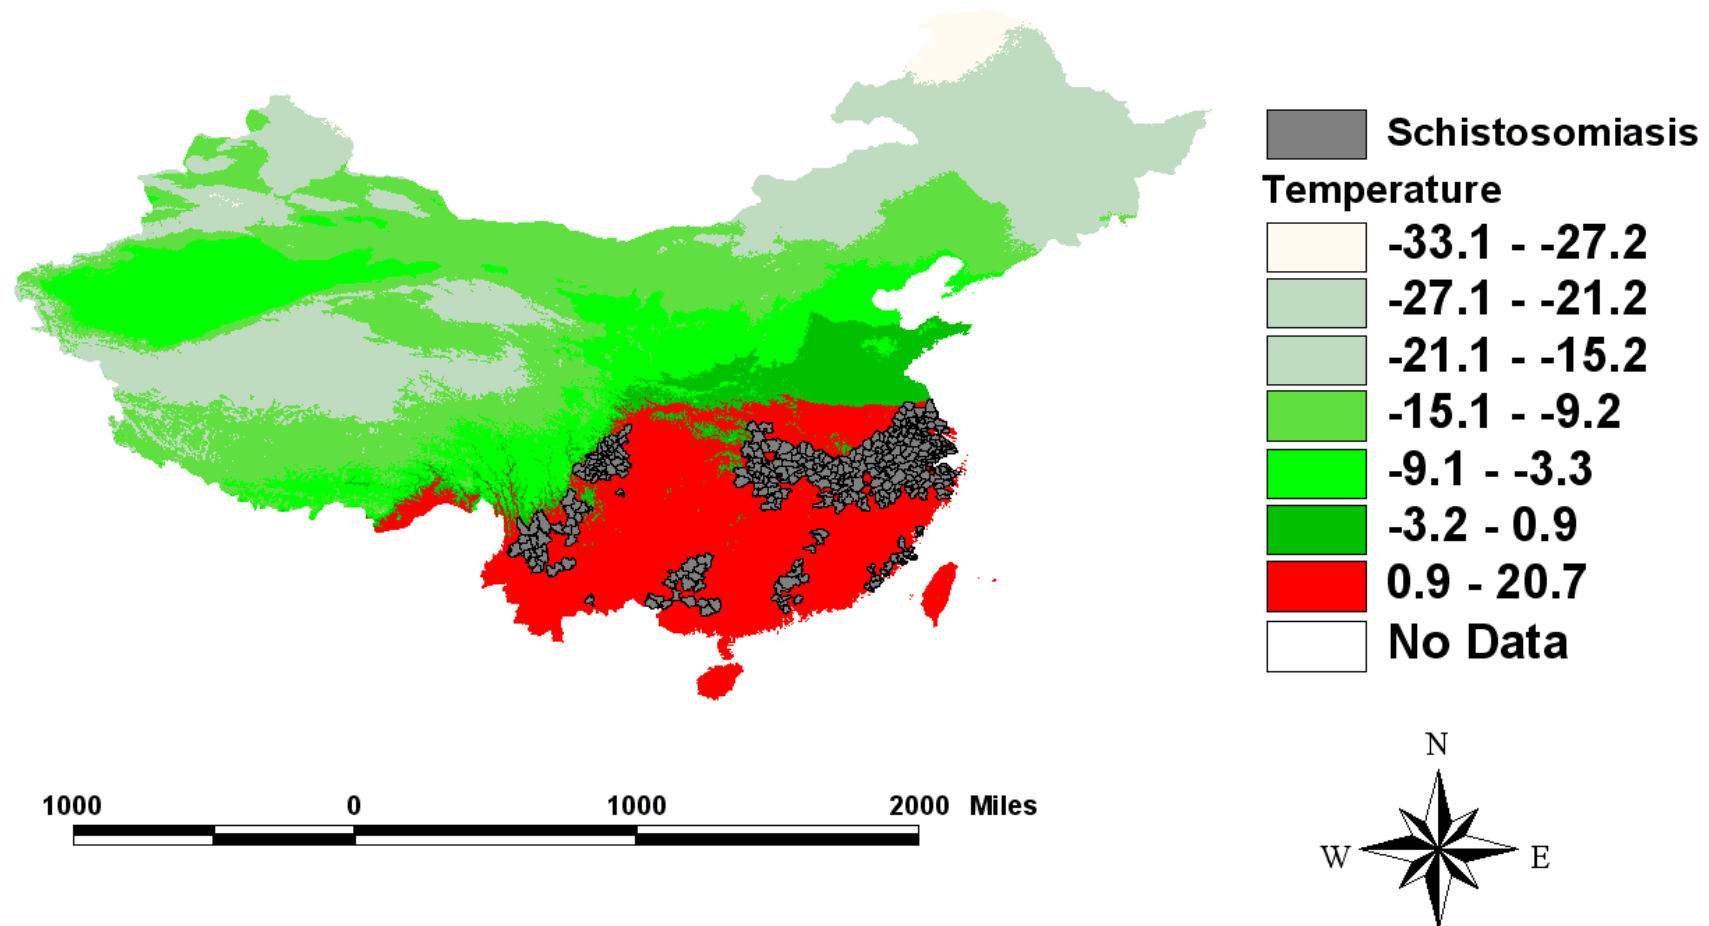 Schistosomiasis
Temperature
-33.1 - -27.2
-27.1 - -21.2
-21.1 - -15.2
-15.1 - -9.2
-9.1 - -3.3
-3.2 - 0.9
0.9 - 20.7
No Data
1000 0 1000 2000 Miles
N
W E